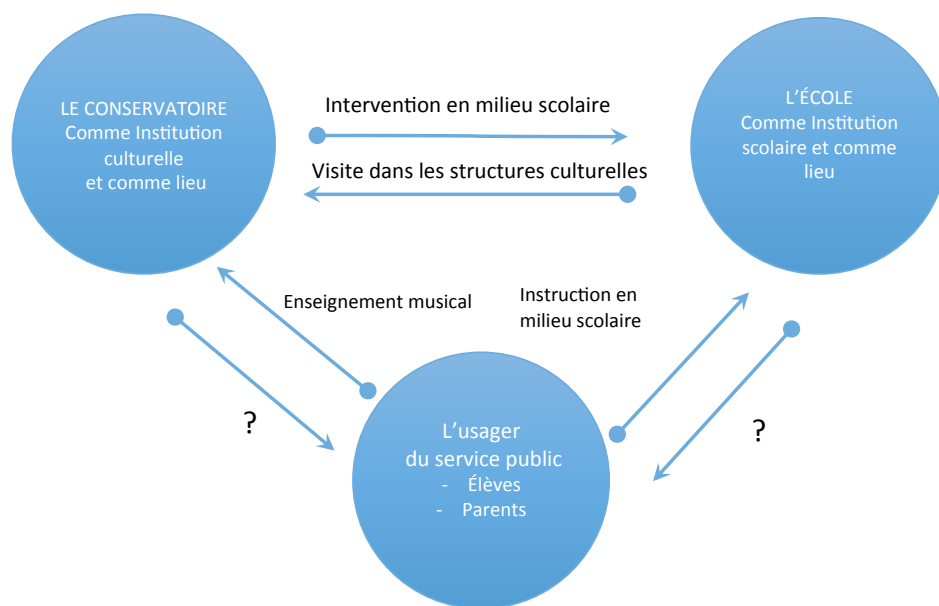 LE CONSERVATOIRE
Comme Institution
culturelle
et comme lieu
Intervention en milieu scolaire
Visite dans les structures culturelles
L'ÉCOLE
Comme Institution
scolaire et comme
lieu
Enseignement musical
Instruction en
milieu scolaire
?
?
L'usager
du service public
- Élèves
- Parents